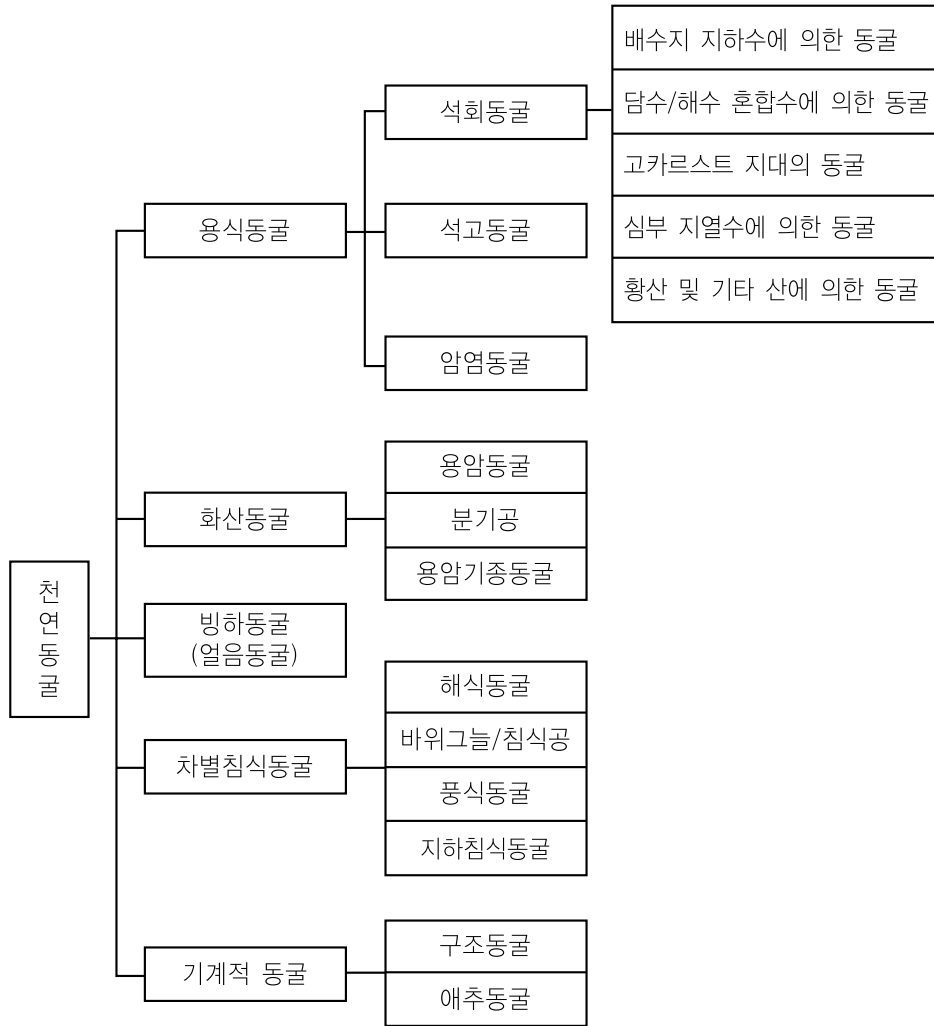 천
연
동
굴
용식동굴
석회동굴
배수지 지하수에 의한 동굴
담수/해수 혼합수에 의한 동굴
고카르스트 지대의 동굴
심부 지열수에 의한 동굴
황산 및 기타 산에 의한 동굴
석고동굴
암염동굴
화산동굴
용암동굴
분기공
용암기종동굴
빙하동굴
(얼음동굴)
차별침식동굴
해식동굴
바위그늘/침식공
풍식동굴
지하침식동굴
기계적 동굴
구조동굴
애추동굴